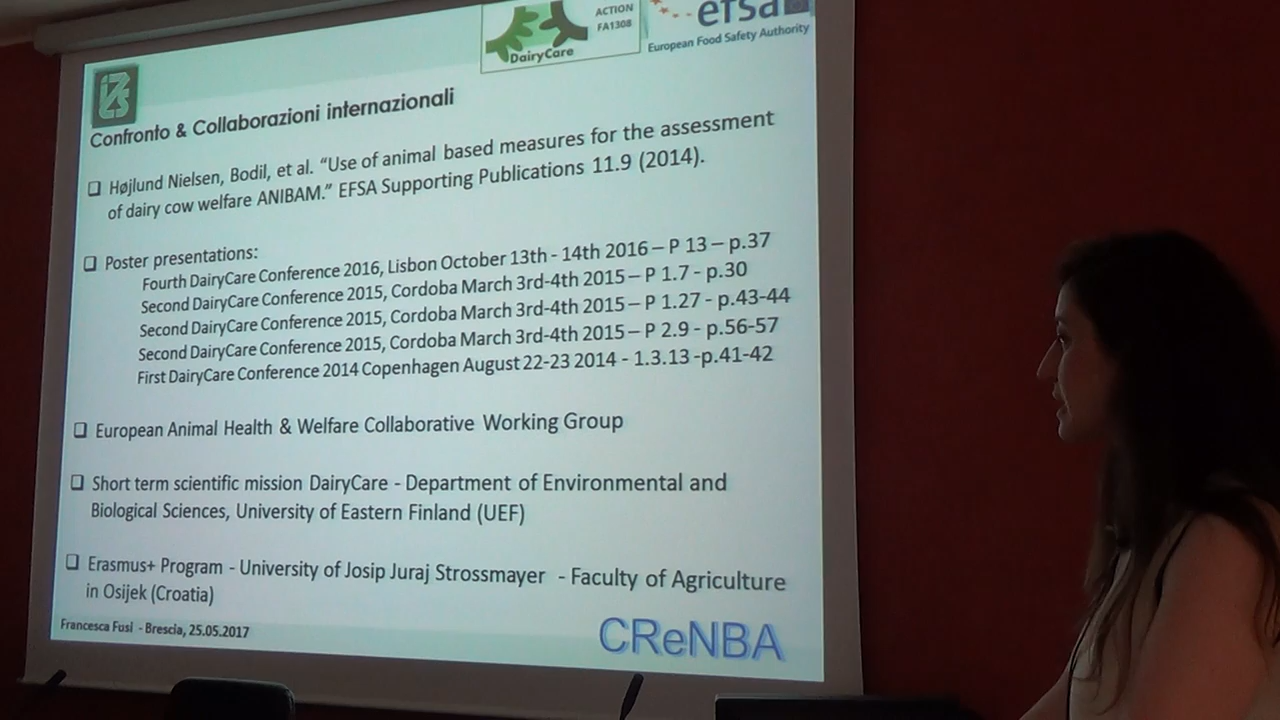 ACTION
FA1308
DairyCare
efsa
European Food Safety Authority
Confronto & Collaborazioni internazionali
❑ Højlund Nielsen, Bodil, et al. “Use of animal based measures for the assessment
of dairy cow welfare ANIBAM.” EFSA Supporting Publications 11.9 (2014).
❑ Poster presentations:
Fourth DairyCare Conference 2016, Lisbon October 13th - 14th 2016 – P 13 – p.37
Second DairyCare Conference 2015, Cordoba March 3rd-4th 2015 – P 1.7 - p.30
Second DairyCare Conference 2015, Cordoba March 3rd-4th 2015 – P 1.27 - p.43-44
Second DairyCare Conference 2015, Cordoba March 3rd-4th 2015 – P 2.9 - p.56-57
First DairyCare Conference 2014 Copenhagen August 22-23 2014 - 1.3.13 -p.41-42
❑ European Animal Health & Welfare Collaborative Working Group
❑ Short term scientific mission DairyCare - Department of Environmental and
Biological Sciences, University of Eastern Finland (UEF)
❑ Erasmus+ Program - University of Josip Juraj Strossmayer - Faculty of Agriculture
in Osijek (Croatia)
Francesca Fusi - Brescia, 25.05.2017
CReNBA